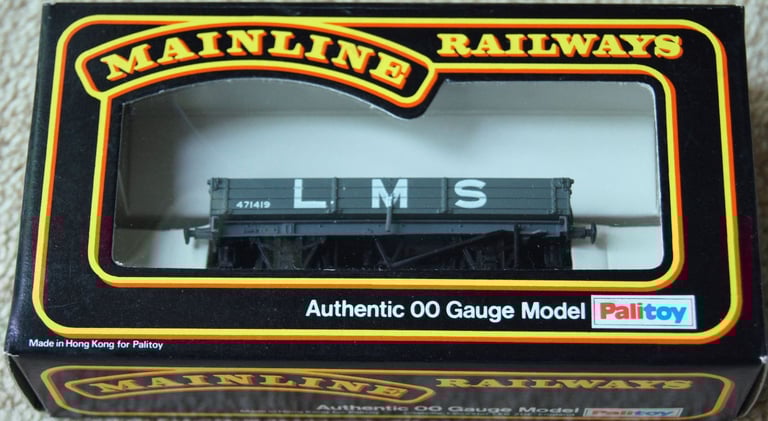 MAINLINE RAILWAYS
L M S
471419
Authentic 00 Gauge Model Palitoy
Made in Hong Kong for Palitoy
MAINLINE RAILWAYS
Authentic 00 Gauge Model Palitoy